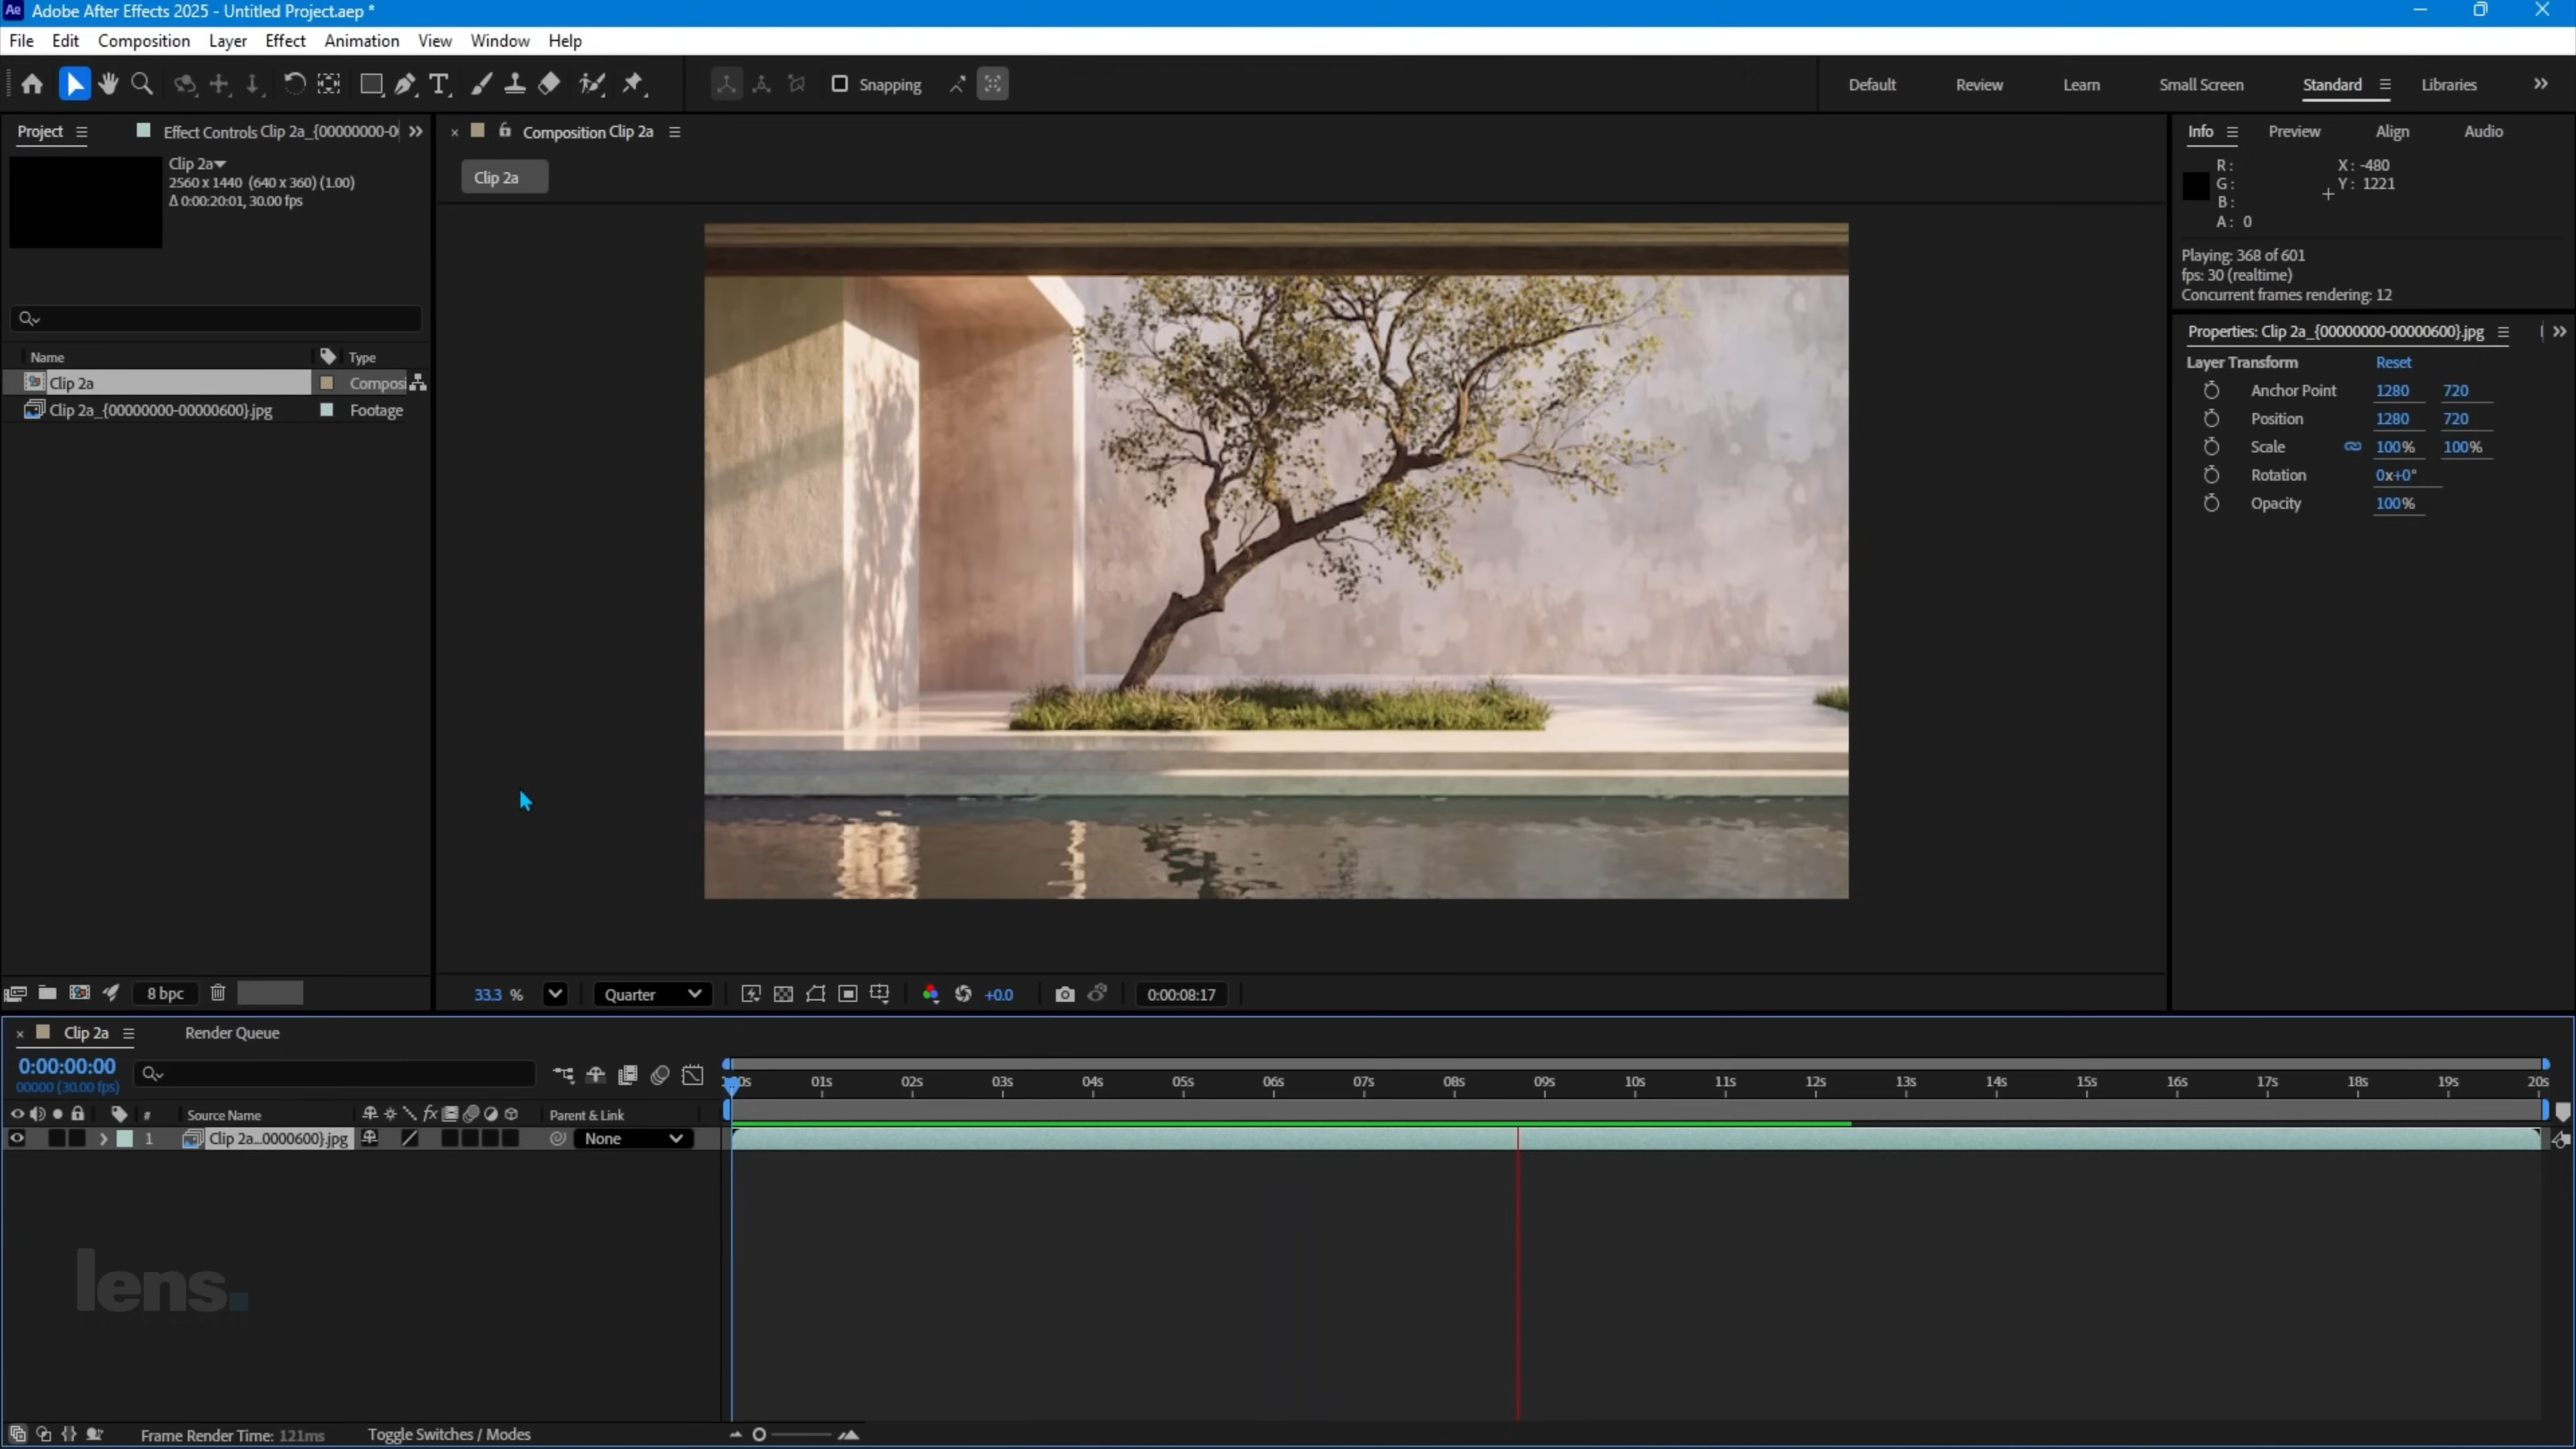 Ae Adobe After Effects 2025 - Untitled Project.aep *
File Edit Composition Layer Effect Animation View Window Help
T Snapping Default Review Learn Small Screen Standard Libraries
Project Effect Controls Clip 2a_{00000000-0
Clip 2a
2560 x 1440 (640 x 360) (1.00)
Δ 0:00:20:01, 30.00 fps
Name Type
Clip 2a Composi
Clip 2a_{00000000-00000600}.jpg Footage
8 bpc
Composition Clip 2a
Clip 2a
33.3 % Quarter +0.0 0:00:08:17
Info Preview Align Audio
R: X: -480
G: Y: 1221
B:
A: 0
Playing: 368 of 601
fps: 30 (realtime)
Concurrent frames rendering: 12
Properties: Clip 2a_{00000000-00000600}.jpg
Layer Transform Reset
Anchor Point 1280 720
Position 1280 720
Scale 100% 100%
Rotation 0x+0°
Opacity 100%
Clip 2a Render Queue
0:00:00:00
00000 (30.00 fps)
01s 02s 03s 04s 05s 06s 07s 08s 09s 10s 11s 12s 13s 14s 15s 16s 17s 18s 19s 20s
# Source Name fx Parent & Link
1 Clip 2a...0000600}.jpg None
lens.
Frame Render Time: 121ms Toggle Switches / Modes